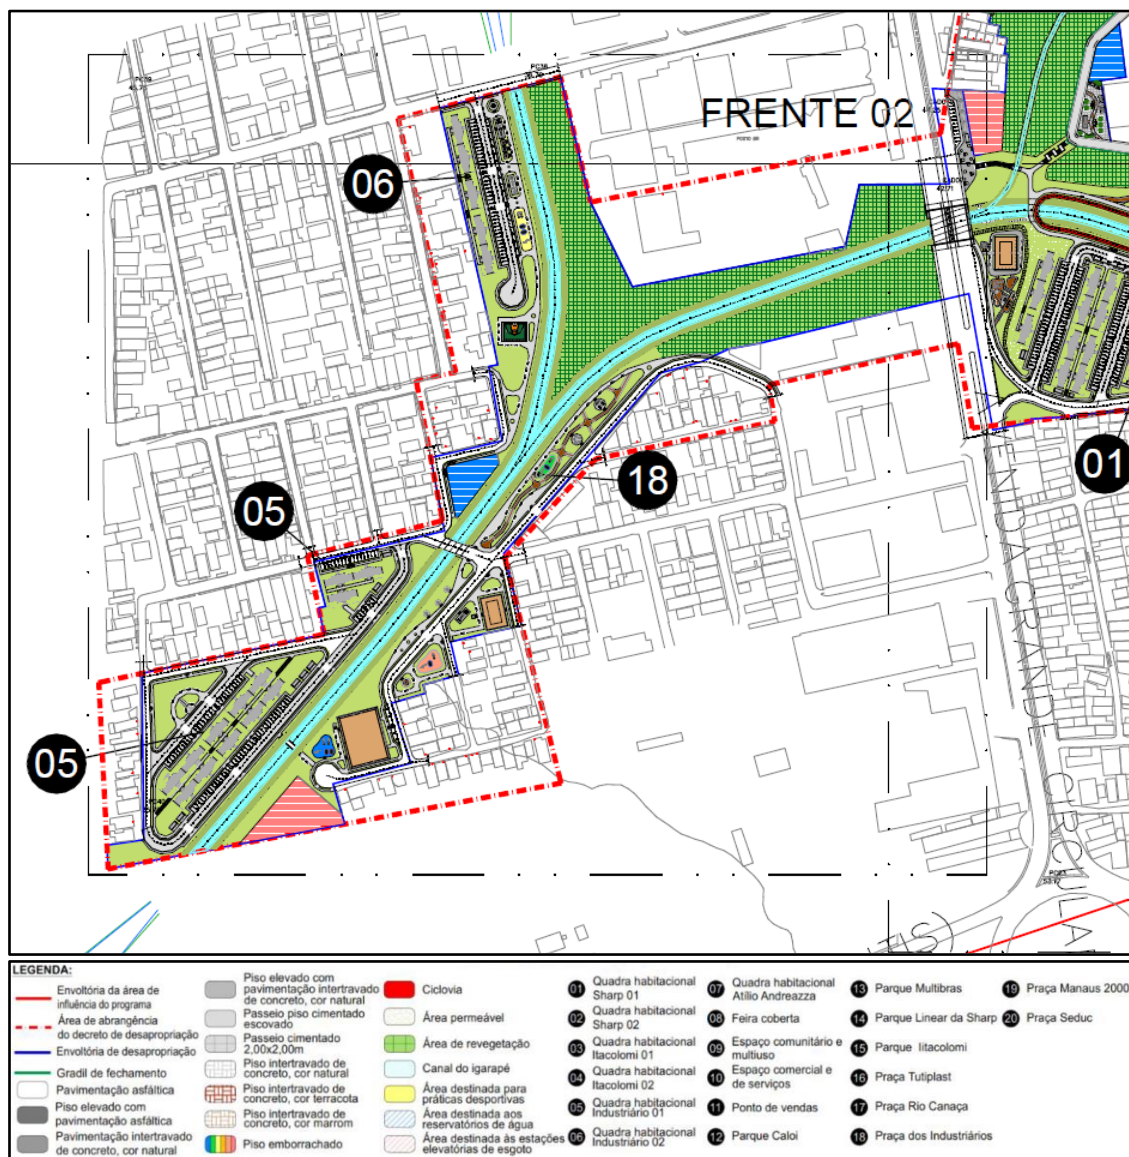 FRENTE 02
06
18
01
05
05
LEGENDA:
Envoltória da área de
influência do programa
Área de abrangência
do decreto de desapropriação
Envoltória de desapropriação
Gradil de fechamento
Pavimentação asfáltica
Piso elevado com
pavimentação asfáltica
Pavimentação intertravado
de concreto, cor natural
Piso elevado com
pavimentação intertravado
de concreto, cor natural
Passeio piso cimentado
escovado
Passeio cimentado
2,00x2,00m
Piso intertravado de
concreto, cor natural
Piso intertravado de
concreto, cor terracota
Piso intertravado de
concreto, cor marrom
Piso emborrachado
Ciclovia
Área permeável
Área de revegetação
Canal do igarapé
Área destinada para
práticas desportivas
Área destinada aos
reservatórios de água
Área destinada às estações
elevatórias de esgoto
01 Quadra habitacional
Sharp 01
02 Quadra habitacional
Sharp 02
03 Quadra habitacional
Itacolomi 01
04 Quadra habitacional
Itacolomi 02
05 Quadra habitacional
Industriário 01
06 Quadra habitacional
Industriário 02
07 Quadra habitacional
Atílio Andreazza
08 Feira coberta
09 Espaço comunitário e
multiuso
10 Espaço comercial e
de serviços
11 Ponto de vendas
12 Parque Caloi
13 Parque Multibras
14 Parque Linear da Sharp
15 Parque Iitacolomi
16 Praça Tutiplast
17 Praça Rio Canaça
18 Praça dos Industriários
19 Praça Manaus 2000
20 Praça Seduc